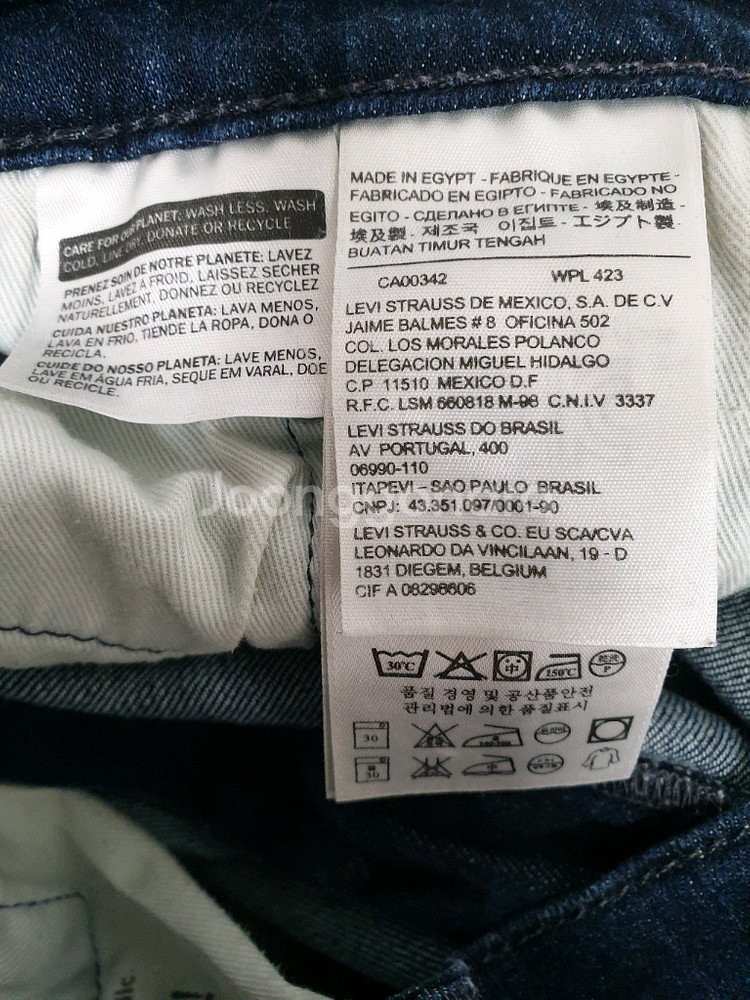 CARE FOR OUR PLANET: WASH LESS, WASH
COLD, LINE DRY, DONATE OR RECYCLE
PRENEZ SOIN DE NOTRE PLANETE: LAVEZ
MOINS, LAVEZ A FROID, LAISSEZ SECHER
NATURELLEMENT, DONNEZ OU RECYCLEZ
CUIDA NUESTRO PLANETA: LAVA MENOS,
LAVA EN FRIO, TIENDE LA ROPA, DONA O
RECICLA.
CUIDE DO NOSSO PLANETA: LAVE MENOS,
LAVE EM ÁGUA FRIA, SEQUE EM VARAL, DOE
OU RECICLE.
MADE IN EGYPT - FABRIQUE EN EGYPTE -
FABRICADO EN EGIPTO - FABRICADO NO
EGITO - СДЕЛАНО В ЕГИПТЕ - 埃及制造 -
埃及製 - 제조국 이집트 - エジプト製 -
BUATAN TIMUR TENGAH
CA00342 WPL 423
LEVI STRAUSS DE MEXICO, S.A. DE C.V
JAIME BALMES # 8 OFICINA 502
COL. LOS MORALES POLANCO
DELEGACION MIGUEL HIDALGO
C.P 11510 MEXICO D.F
R.F.C. LSM 660818 M-98 C.N.I.V 3337
LEVI STRAUSS DO BRASIL
AV PORTUGAL, 400
06990-110
ITAPEVI - SAO PAULO BRASIL
CNPJ: 43.351.097/0001-90
LEVI STRAUSS & CO. EU SCA/CVA
LEONARDO DA VINCILAAN, 19 - D
1831 DIEGEM, BELGIUM
CIF A 08298606
30°C 中 150°C 乾洗 P
품질 경영 및 공산품안전
관리법에 의한 품질표시
30
30